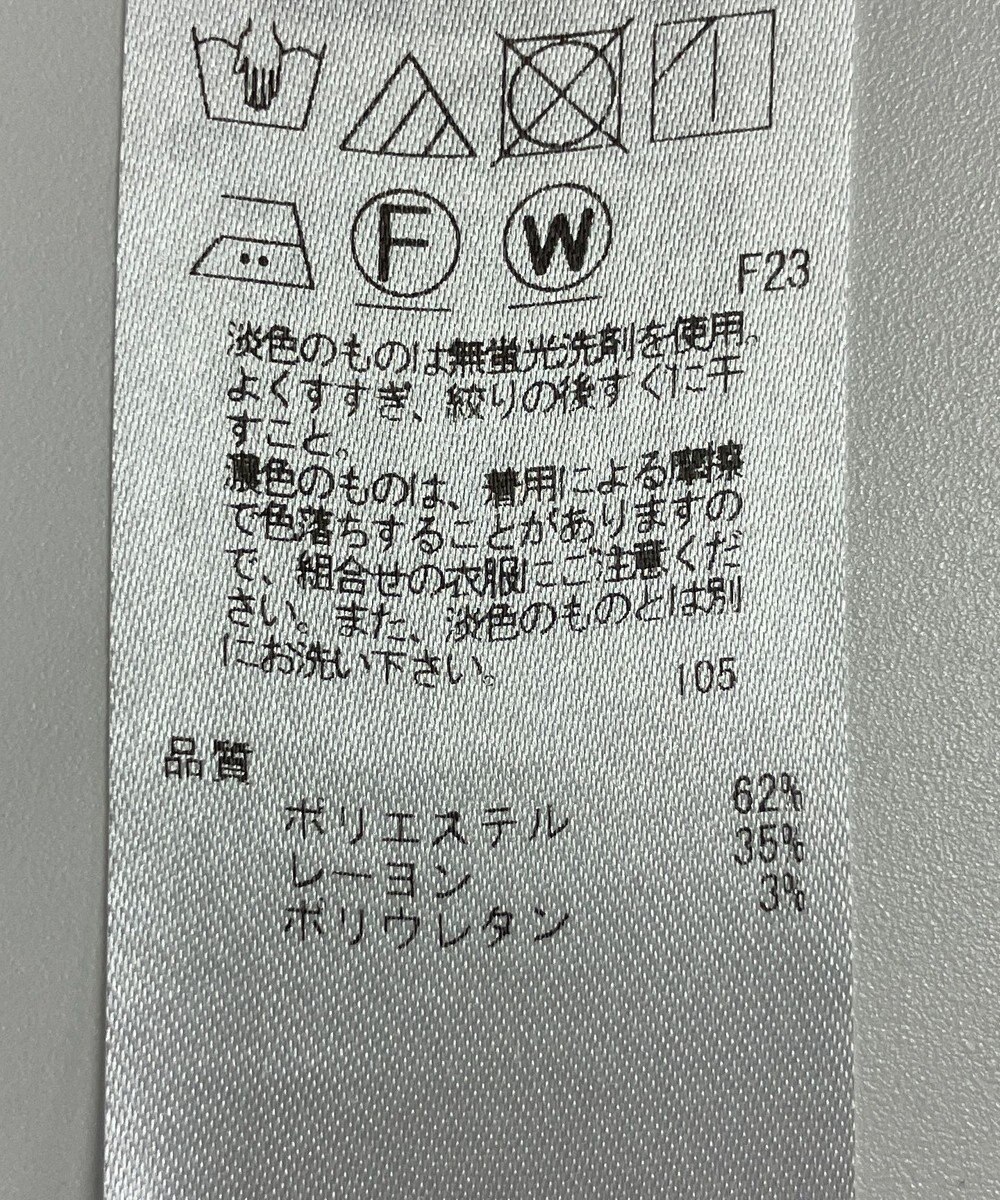 F W
F23
淡色のものは無蛍光洗剤を使用。
よくすすぎ、絞りの後すぐに干
すこと。
濃色のものは、着用による摩擦
で色落ちすることがありますの
で、組合せの衣服にご注意くだ
さい。また、淡色のものとは別
にお洗い下さい。
105
品質
ポリエステル 62%
レーヨン 35%
ポリウレタン 3%